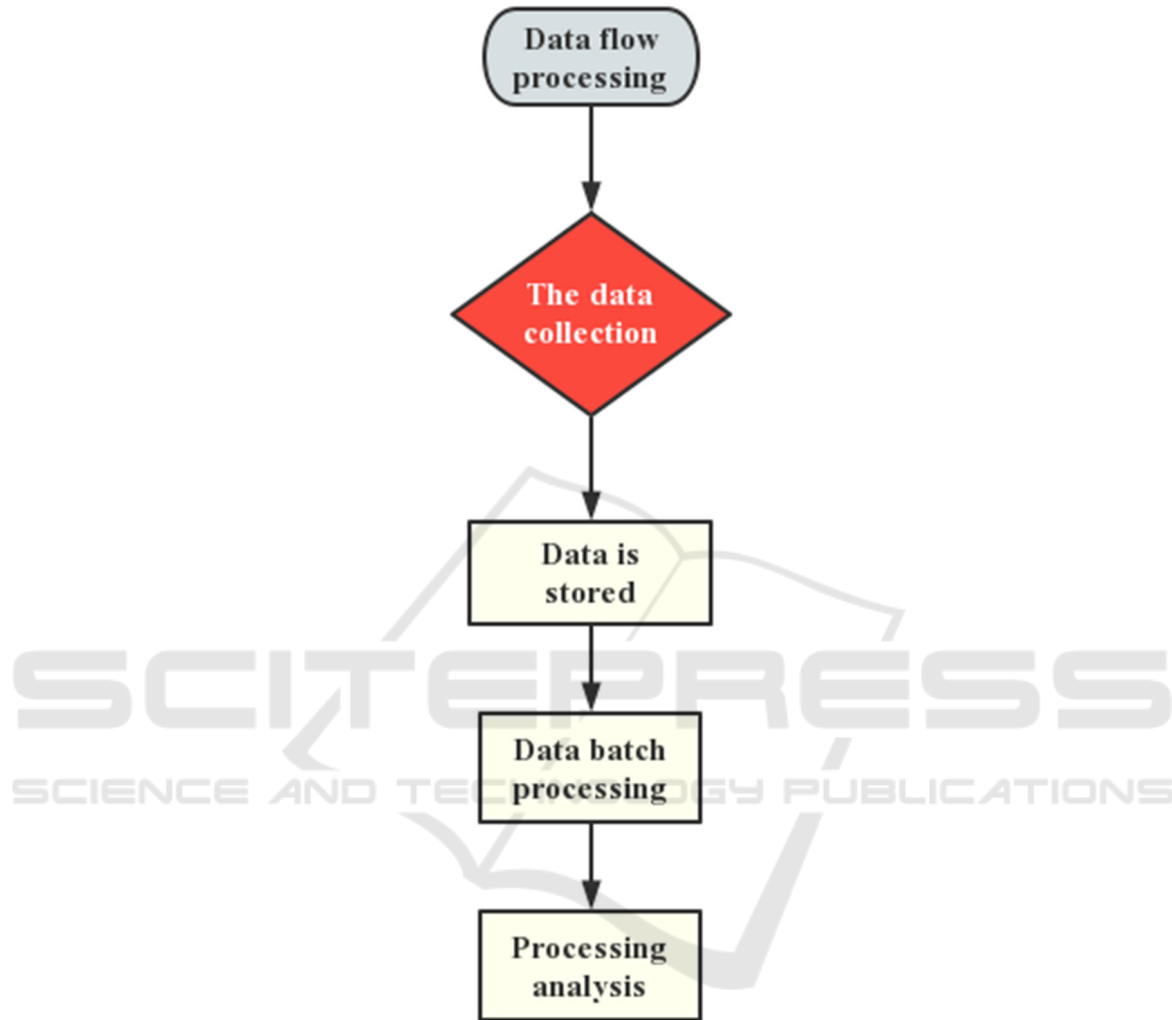 Data flow
processing
The data
collection
Data is
stored
SCITEPRESS
Data batch
processing
SCIENCE AND TECHNOLOGY PUBLICATIONS
Processing
analysis